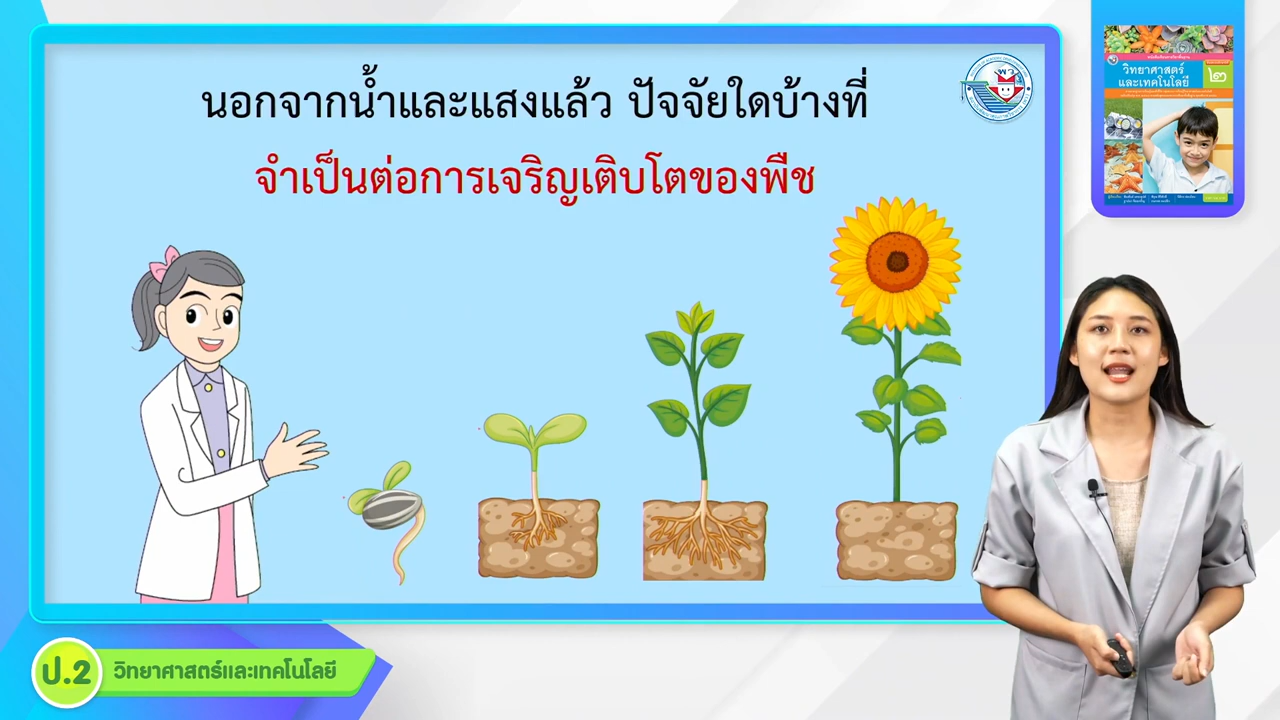 นอกจากน้ำและแสงแล้ว ปัจจัยใดบ้างที่
จำเป็นต่อการเจริญเติบโตของพืช
พว
วิทยาศาสตร์
และเทคโนโลยี
๒
ป.2
วิทยาศาสตร์และเทคโนโลยี